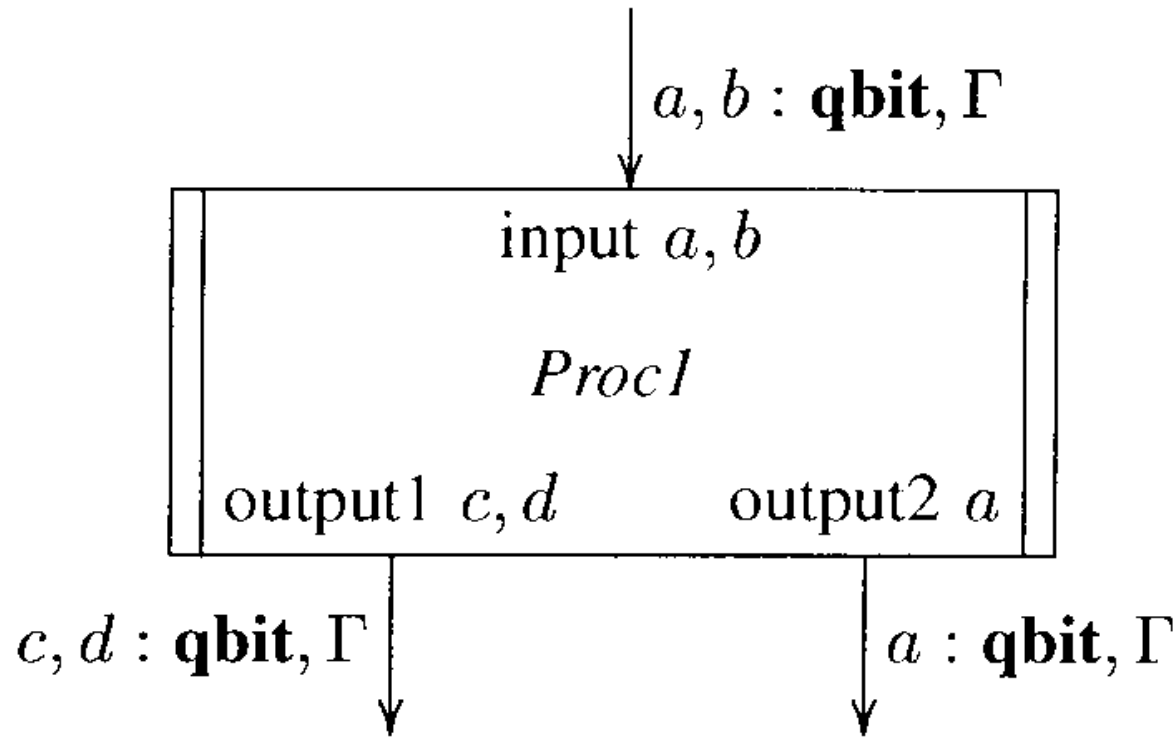 a, b : qbit, Γ
input a, b
Proc1
output1 c, d output2 a
c, d : qbit, Γ a : qbit, Γ